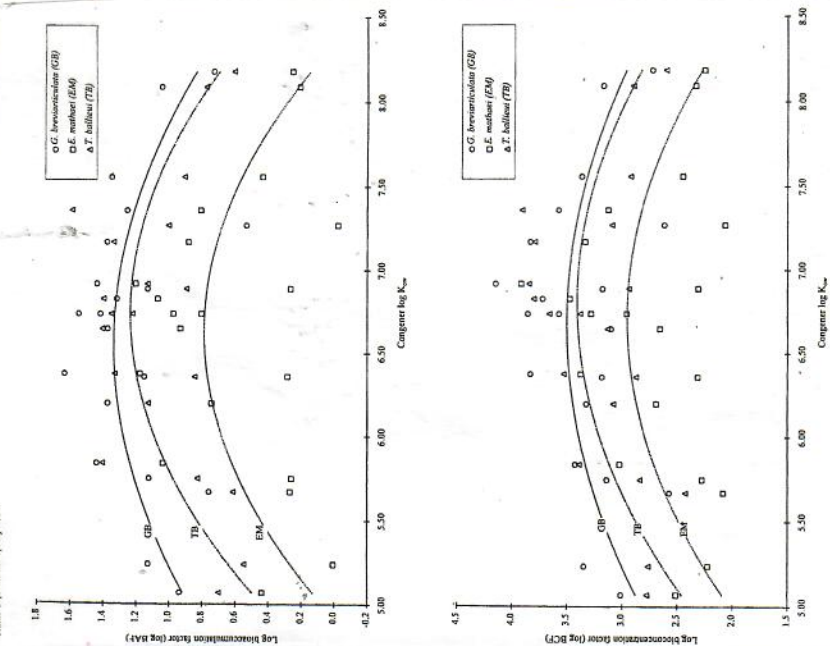 1.8
1.6
1.4
1.2
1.0
0.8
0.6
0.4
0.2
0.0
-0.2
Log bioaccumulation factor (log BAF)
5.00
5.50
6.00
6.50
7.00
7.50
8.00
8.50
Congener log Kow
GB
TB
EM
G. breviarticulata (GB)
E. mathaei (EM)
T. ballieui (TB)
4.5
4.0
3.5
3.0
2.5
2.0
1.5
Log bioconcentration factor (log BCF)
5.00
5.50
6.00
6.50
7.00
7.50
8.00
8.50
Congener log Kow
GB
TB
EM
G. breviarticulata (GB)
E. mathaei (EM)
T. ballieui (TB)